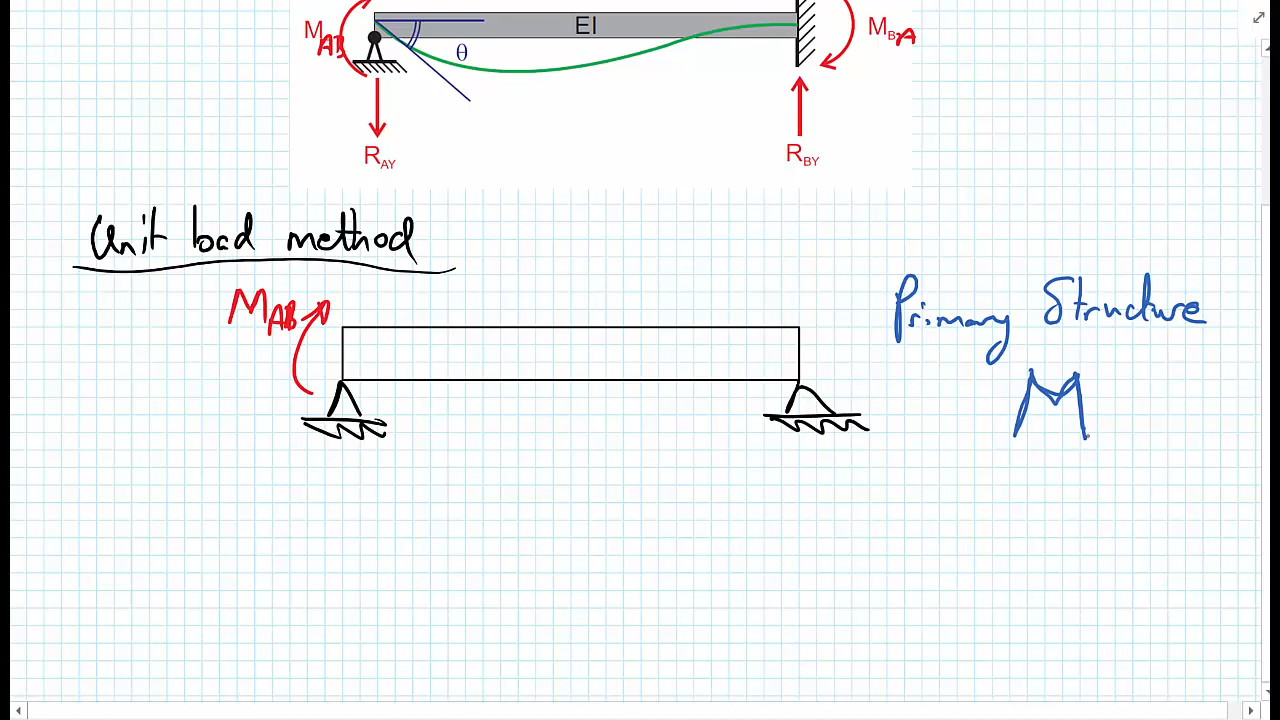 M_AB
EI
M_BA
θ
R_AY
R_BY
Unit load method
M_AB
Primary Structure
M